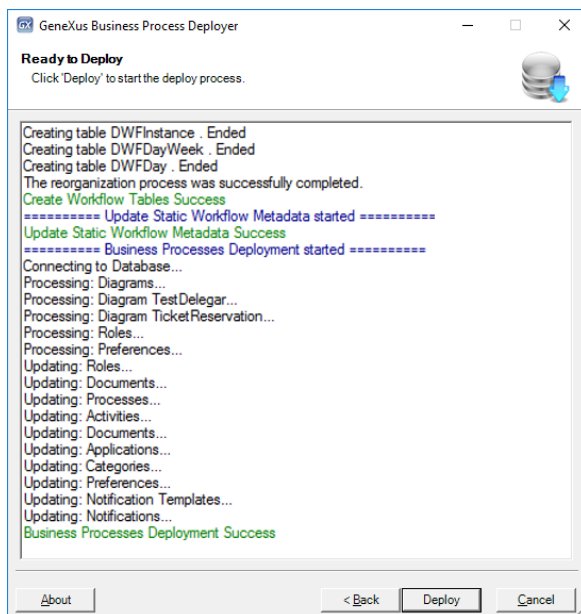 GX GeneXus Business Process Deployer
Ready to Deploy
Click 'Deploy' to start the deploy process.
Creating table DWFInstance . Ended
Creating table DWFDayWeek . Ended
Creating table DWFDay . Ended
The reorganization process was successfully completed.
Create Workflow Tables Success
========== Update Static Workflow Metadata started ==========
Update Static Workflow Metadata Success
========== Business Processes Deployment started ==========
Connecting to Database...
Processing: Diagrams...
Processing: Diagram TestDelegar...
Processing: Diagram TicketReservation...
Processing: Roles...
Processing: Preferences...
Updating: Roles...
Updating: Documents...
Updating: Processes...
Updating: Activities...
Updating: Documents...
Updating: Applications...
Updating: Categories...
Updating: Preferences...
Updating: Notification Templates...
Updating: Notifications...
Business Processes Deployment Success
About < Back Deploy Cancel